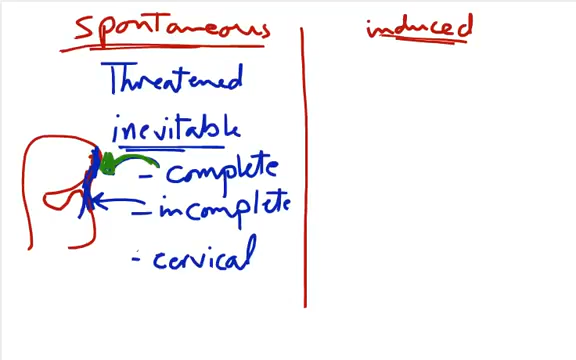 Spontaneous
induced
Threatened
inevitable
- complete
- incomplete
- cervical